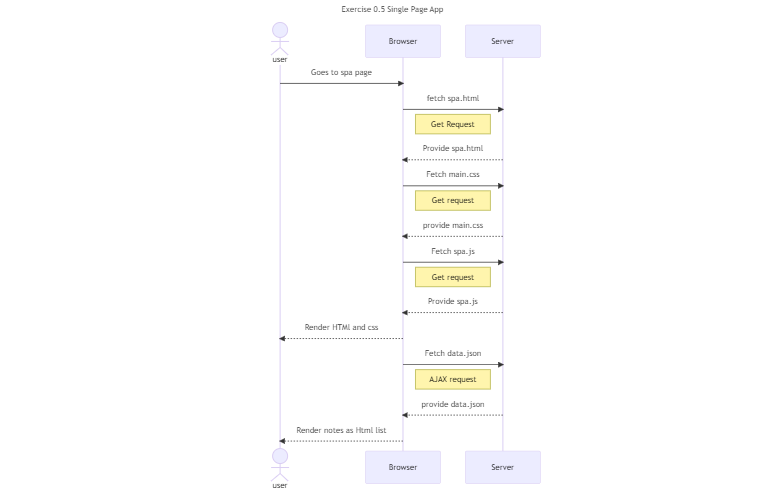 Exercise 0.5 Single Page App
user
Browser
Server
Goes to spa page
fetch spa.html
Get Request
Provide spa.html
Fetch main.css
Get request
provide main.css
Fetch spa.js
Get request
Provide spa.js
Render HTMl and css
Fetch data.json
AJAX request
provide data.json
Render notes as Html list
user
Browser
Server